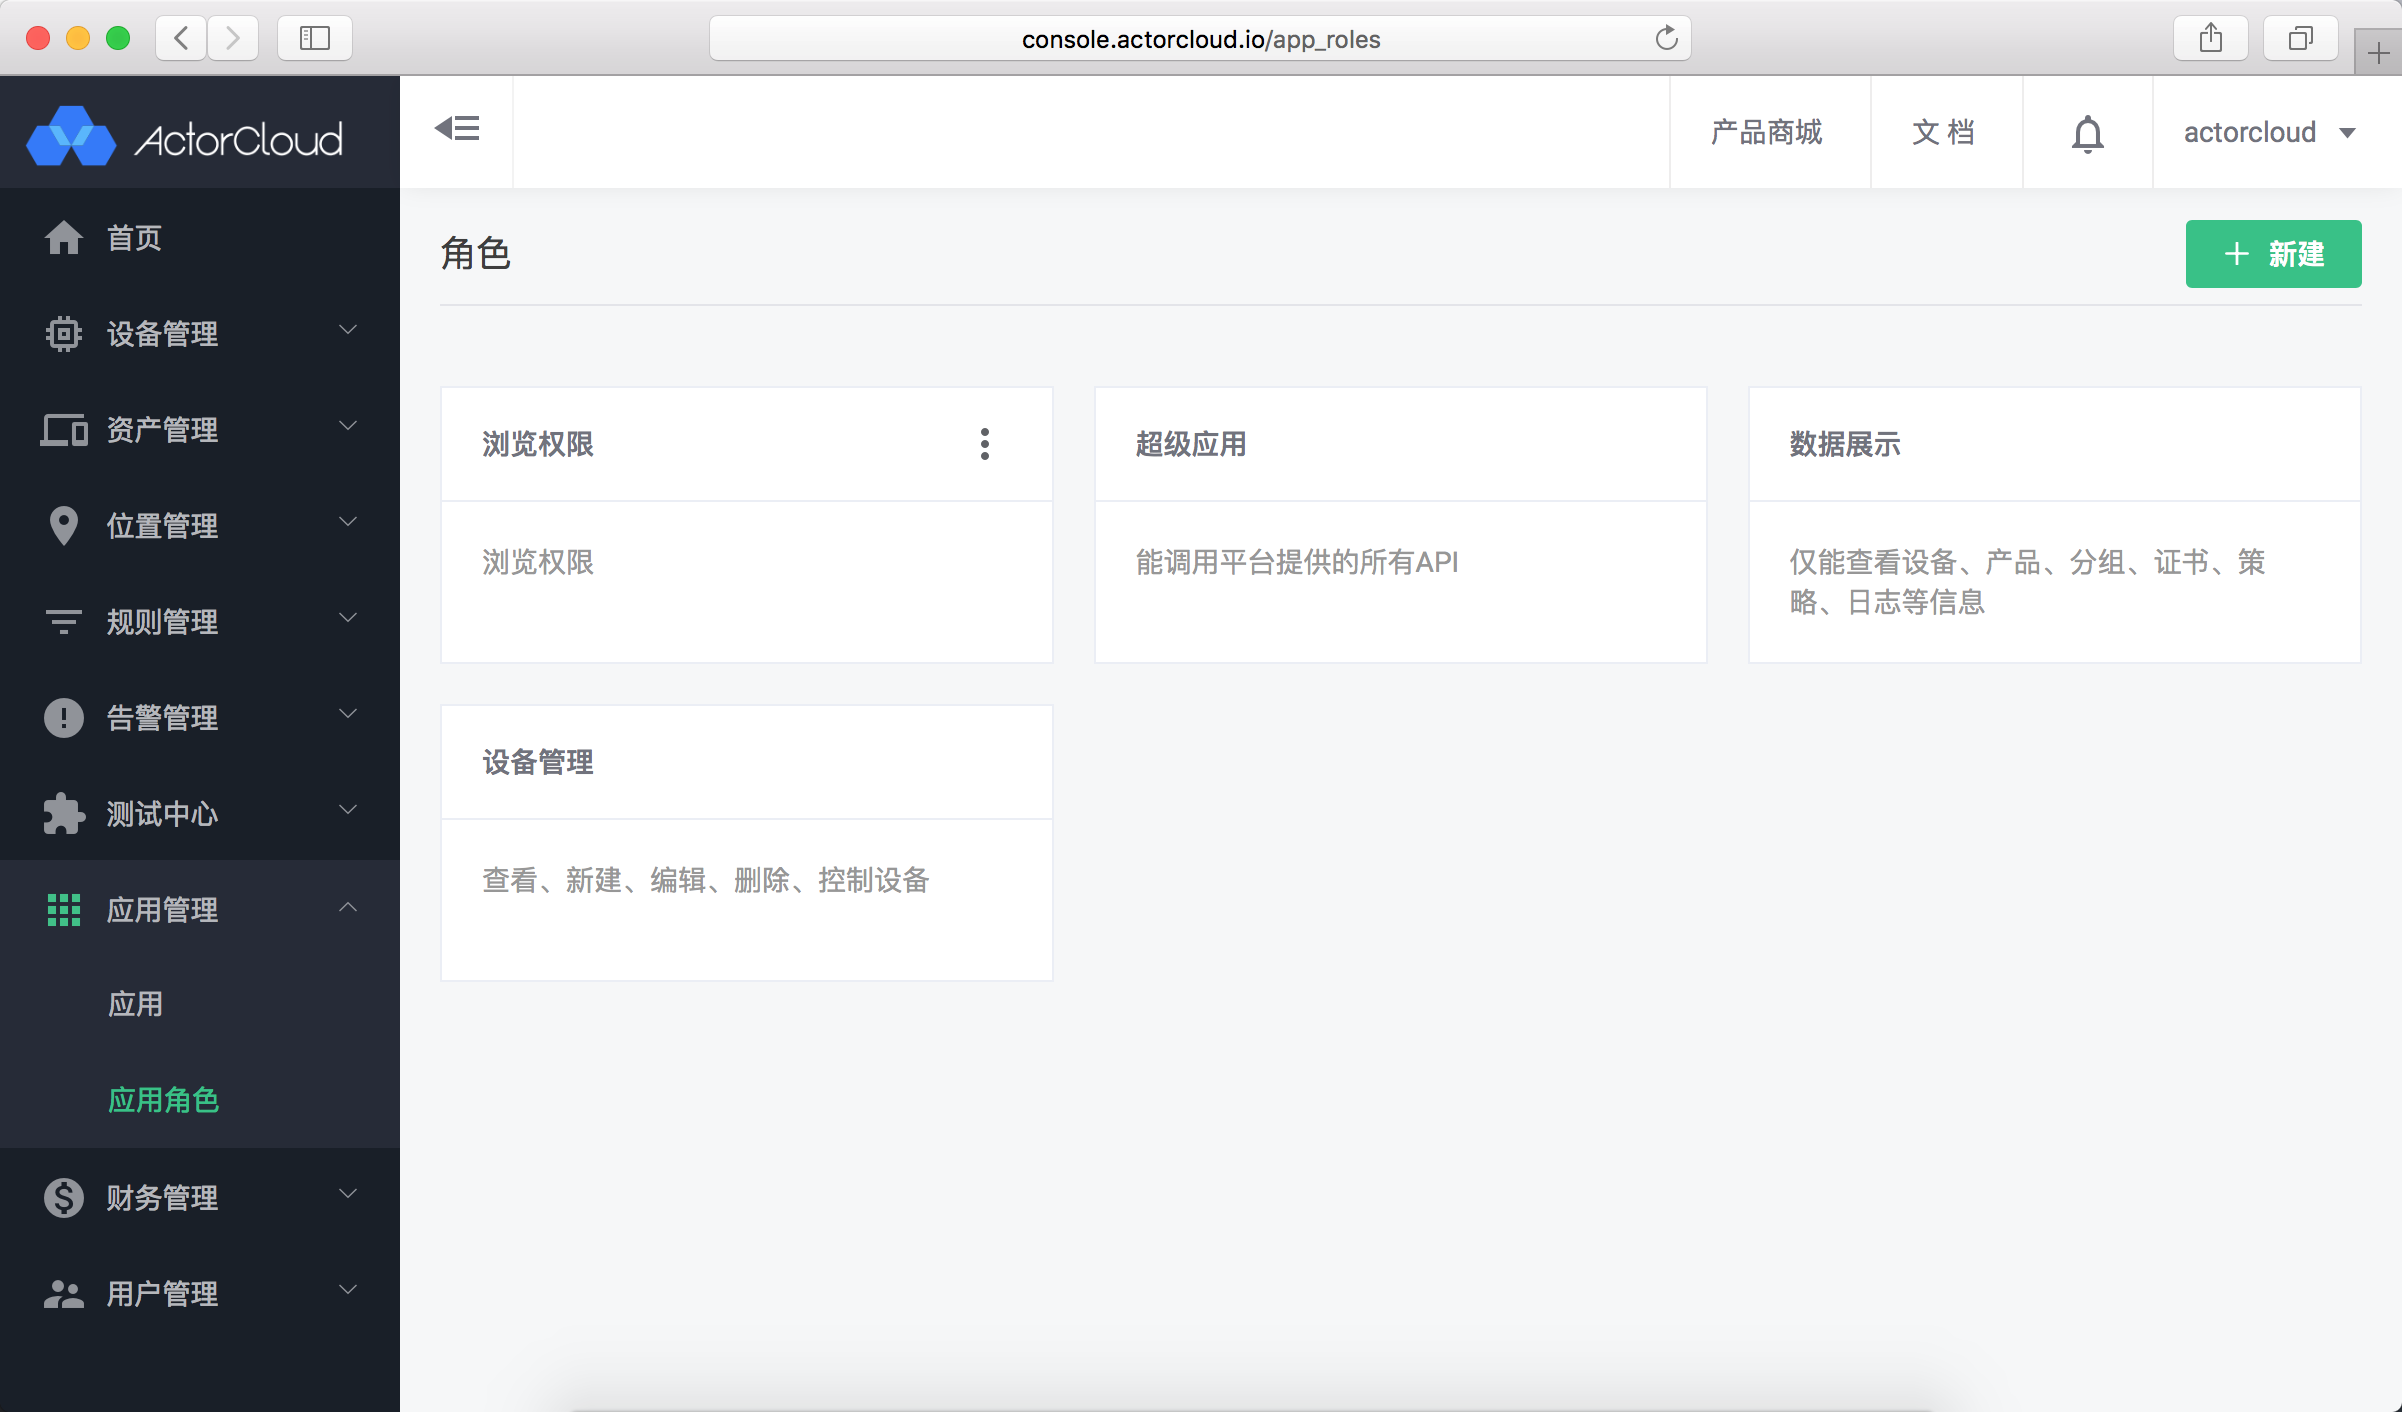 console.actorcloud.io/app_roles
ActorCloud
产品商城
文 档
actorcloud
首页
设备管理
资产管理
位置管理
规则管理
告警管理
测试中心
应用管理
应用
应用角色
财务管理
用户管理
角色
新建
浏览权限
浏览权限
超级应用
能调用平台提供的所有API
数据展示
仅能查看设备、产品、分组、证书、策
略、日志等信息
设备管理
查看、新建、编辑、删除、控制设备